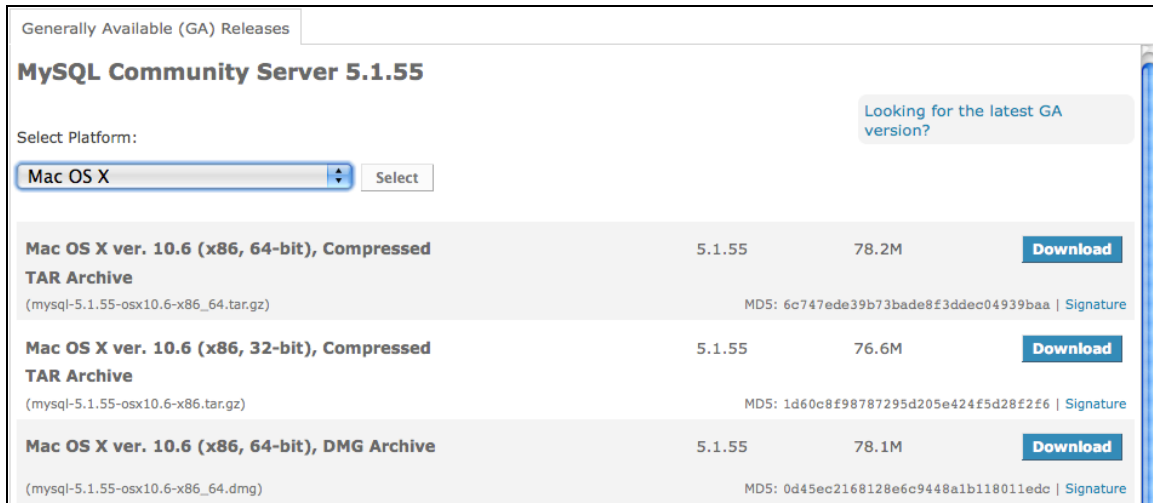 Generally Available (GA) Releases
MySQL Community Server 5.1.55
Looking for the latest GA
version?
Select Platform:
Mac OS X Select
Mac OS X ver. 10.6 (x86, 64-bit), Compressed 5.1.55 78.2M Download
TAR Archive
(mysql-5.1.55-osx10.6-x86_64.tar.gz) MD5: 6c747ede39b73bade8f3ddec04939baa | Signature
Mac OS X ver. 10.6 (x86, 32-bit), Compressed 5.1.55 76.6M Download
TAR Archive
(mysql-5.1.55-osx10.6-x86.tar.gz) MD5: 1d60c8f98787295d205e424f5d28f2f6 | Signature
Mac OS X ver. 10.6 (x86, 64-bit), DMG Archive 5.1.55 78.1M Download
(mysql-5.1.55-osx10.6-x86_64.dmg) MD5: 0d45ec2168128e6c9448a1b118011edc | Signature